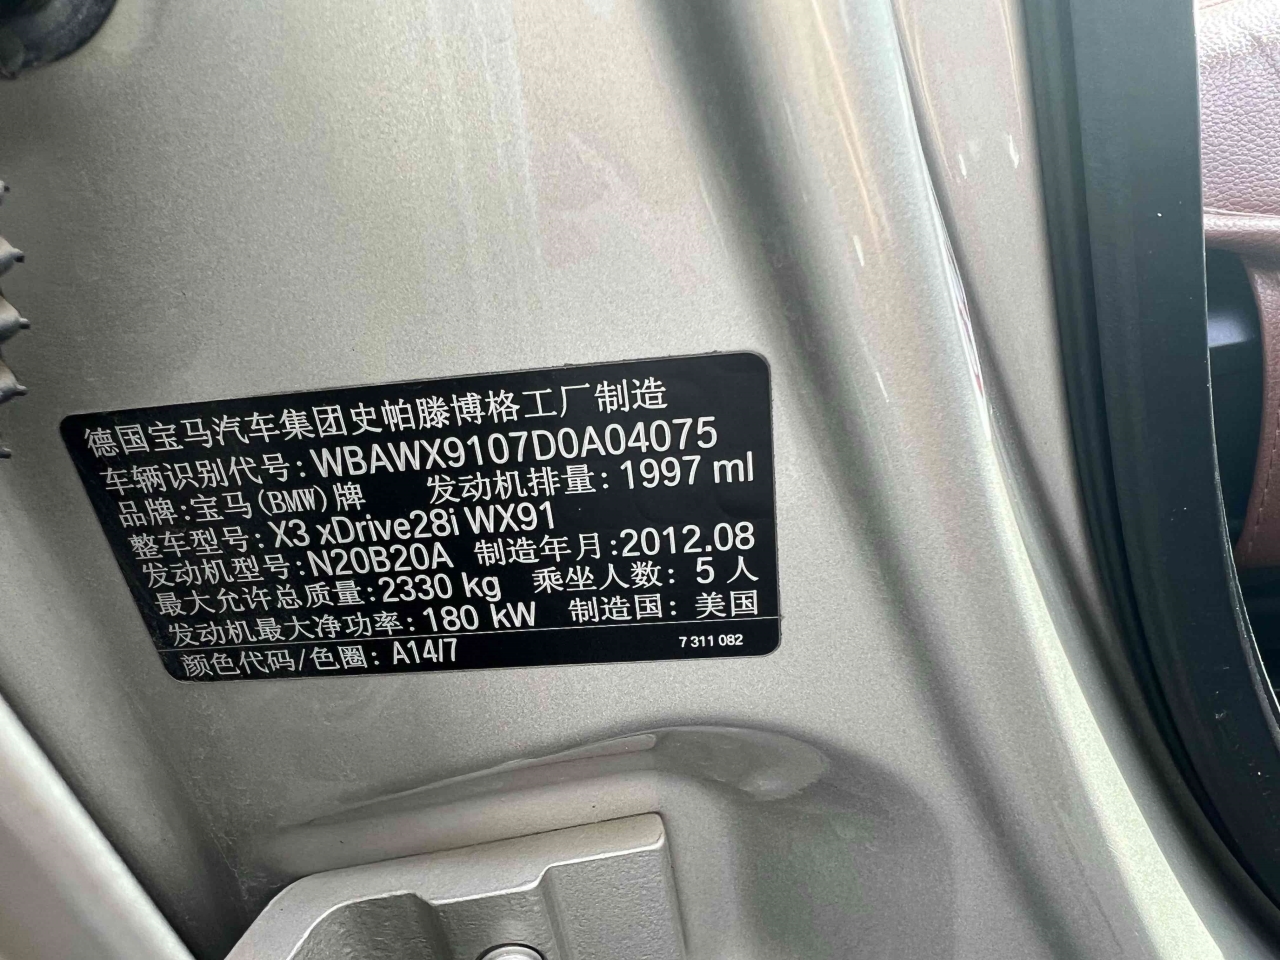 德国宝马汽车集团史帕滕博格工厂制造
车辆识别代号: WBAWX9107D0A04075
品牌: 宝马(BMW)牌 发动机排量: 1997 ml
整车型号: X3 xDrive28i WX91
发动机型号: N20B20A 制造年月: 2012.08
最大允许总质量: 2330 kg 乘坐人数: 5 人
发动机最大净功率: 180 kW 制造国: 美国
颜色代码/色圈: A14/7 7 311 082